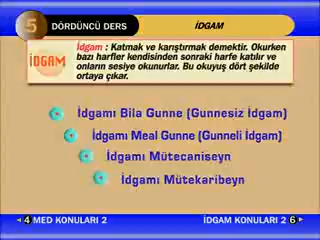 5 DÖRDÜNCÜ DERS İDGAM
İDGAM
İdgam : Katmak ve karıştırmak demektir. Okurken
bazı harfler kendisinden sonraki harfe katılır ve
onların sesiye okunurlar. Bu okuyuş dört şekilde
ortaya çıkar.
İdgamı Bila Gunne (Gunnesiz İdgam)
İdgamı Meal Gunne (Gunneli İdgam)
İdgamı Mütecaniseyn
İdgamı Mütekaribeyn
4 MED KONULARI 2 İDGAM KONULARI 2 6